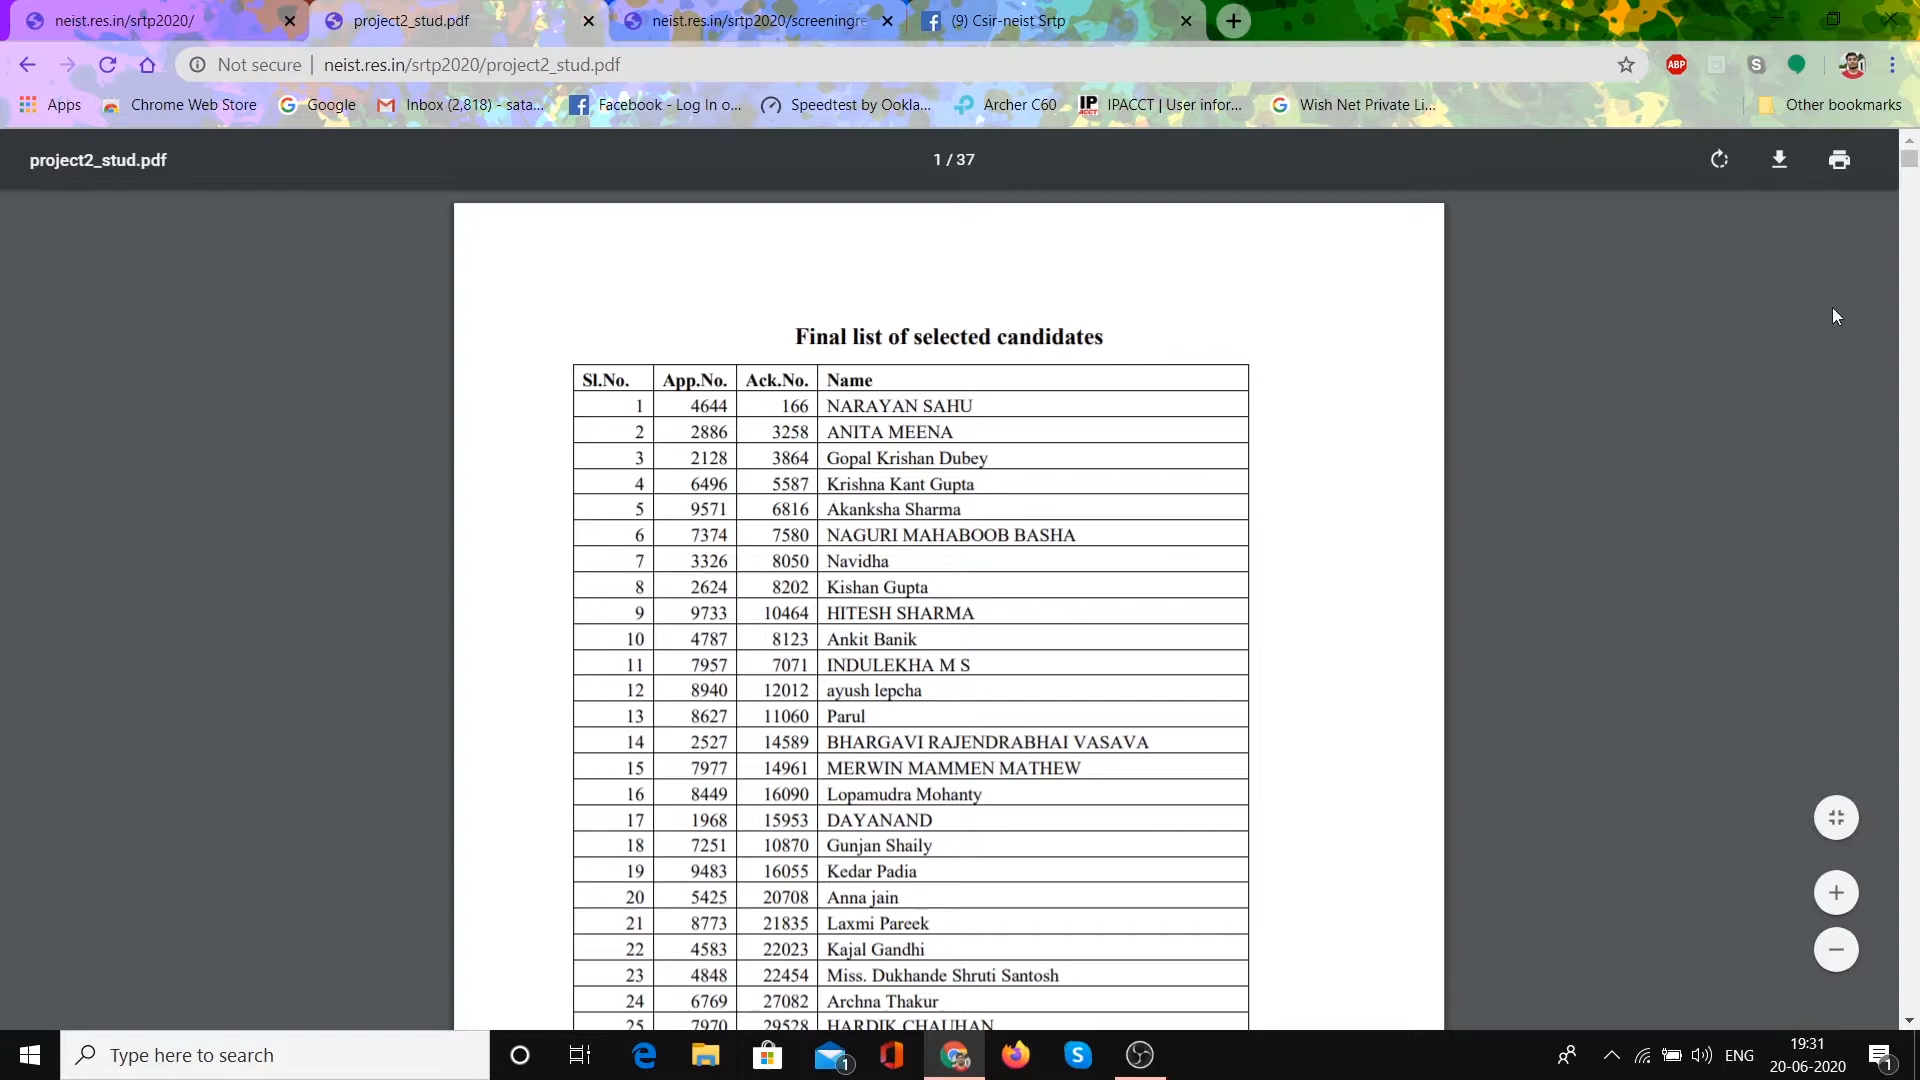 neist.res.in/srtp2020/
project2_stud.pdf
neist.res.in/srtp2020/screeningre
(9) Csir-neist Srtp
Not secure | neist.res.in/srtp2020/project2_stud.pdf
ABP
Apps
Chrome Web Store
Google
Inbox (2,818) - sata...
Facebook - Log In o...
Speedtest by Ookla...
Archer C60
IPACCT | User infor...
Wish Net Private Li...
Other bookmarks
project2_stud.pdf
1 / 37
Final list of selected candidates
Sl.No. App.No. Ack.No. Name
1 4644 166 NARAYAN SAHU
2 2886 3258 ANITA MEENA
3 2128 3864 Gopal Krishan Dubey
4 6496 5587 Krishna Kant Gupta
5 9571 6816 Akanksha Sharma
6 7374 7580 NAGURI MAHABOOB BASHA
7 3326 8050 Navidha
8 2624 8202 Kishan Gupta
9 9733 10464 HITESH SHARMA
10 4787 8123 Ankit Banik
11 7957 7071 INDULEKHA M S
12 8940 12012 ayush lepcha
13 8627 11060 Parul
14 2527 14589 BHARGAVI RAJENDRABHAI VASAVA
15 7977 14961 MERWIN MAMMEN MATHEW
16 8449 16090 Lopamudra Mohanty
17 1968 15953 DAYANAND
18 7251 10870 Gunjan Shaily
19 9483 16055 Kedar Padia
20 5425 20708 Anna jain
21 8773 21835 Laxmi Pareek
22 4583 22023 Kajal Gandhi
23 4848 22454 Miss. Dukhande Shruti Santosh
24 6769 27082 Archna Thakur
25 7970 29528 HARDIK CHAUHAN
Type here to search
1
ENG
19:31
20-06-2020
1